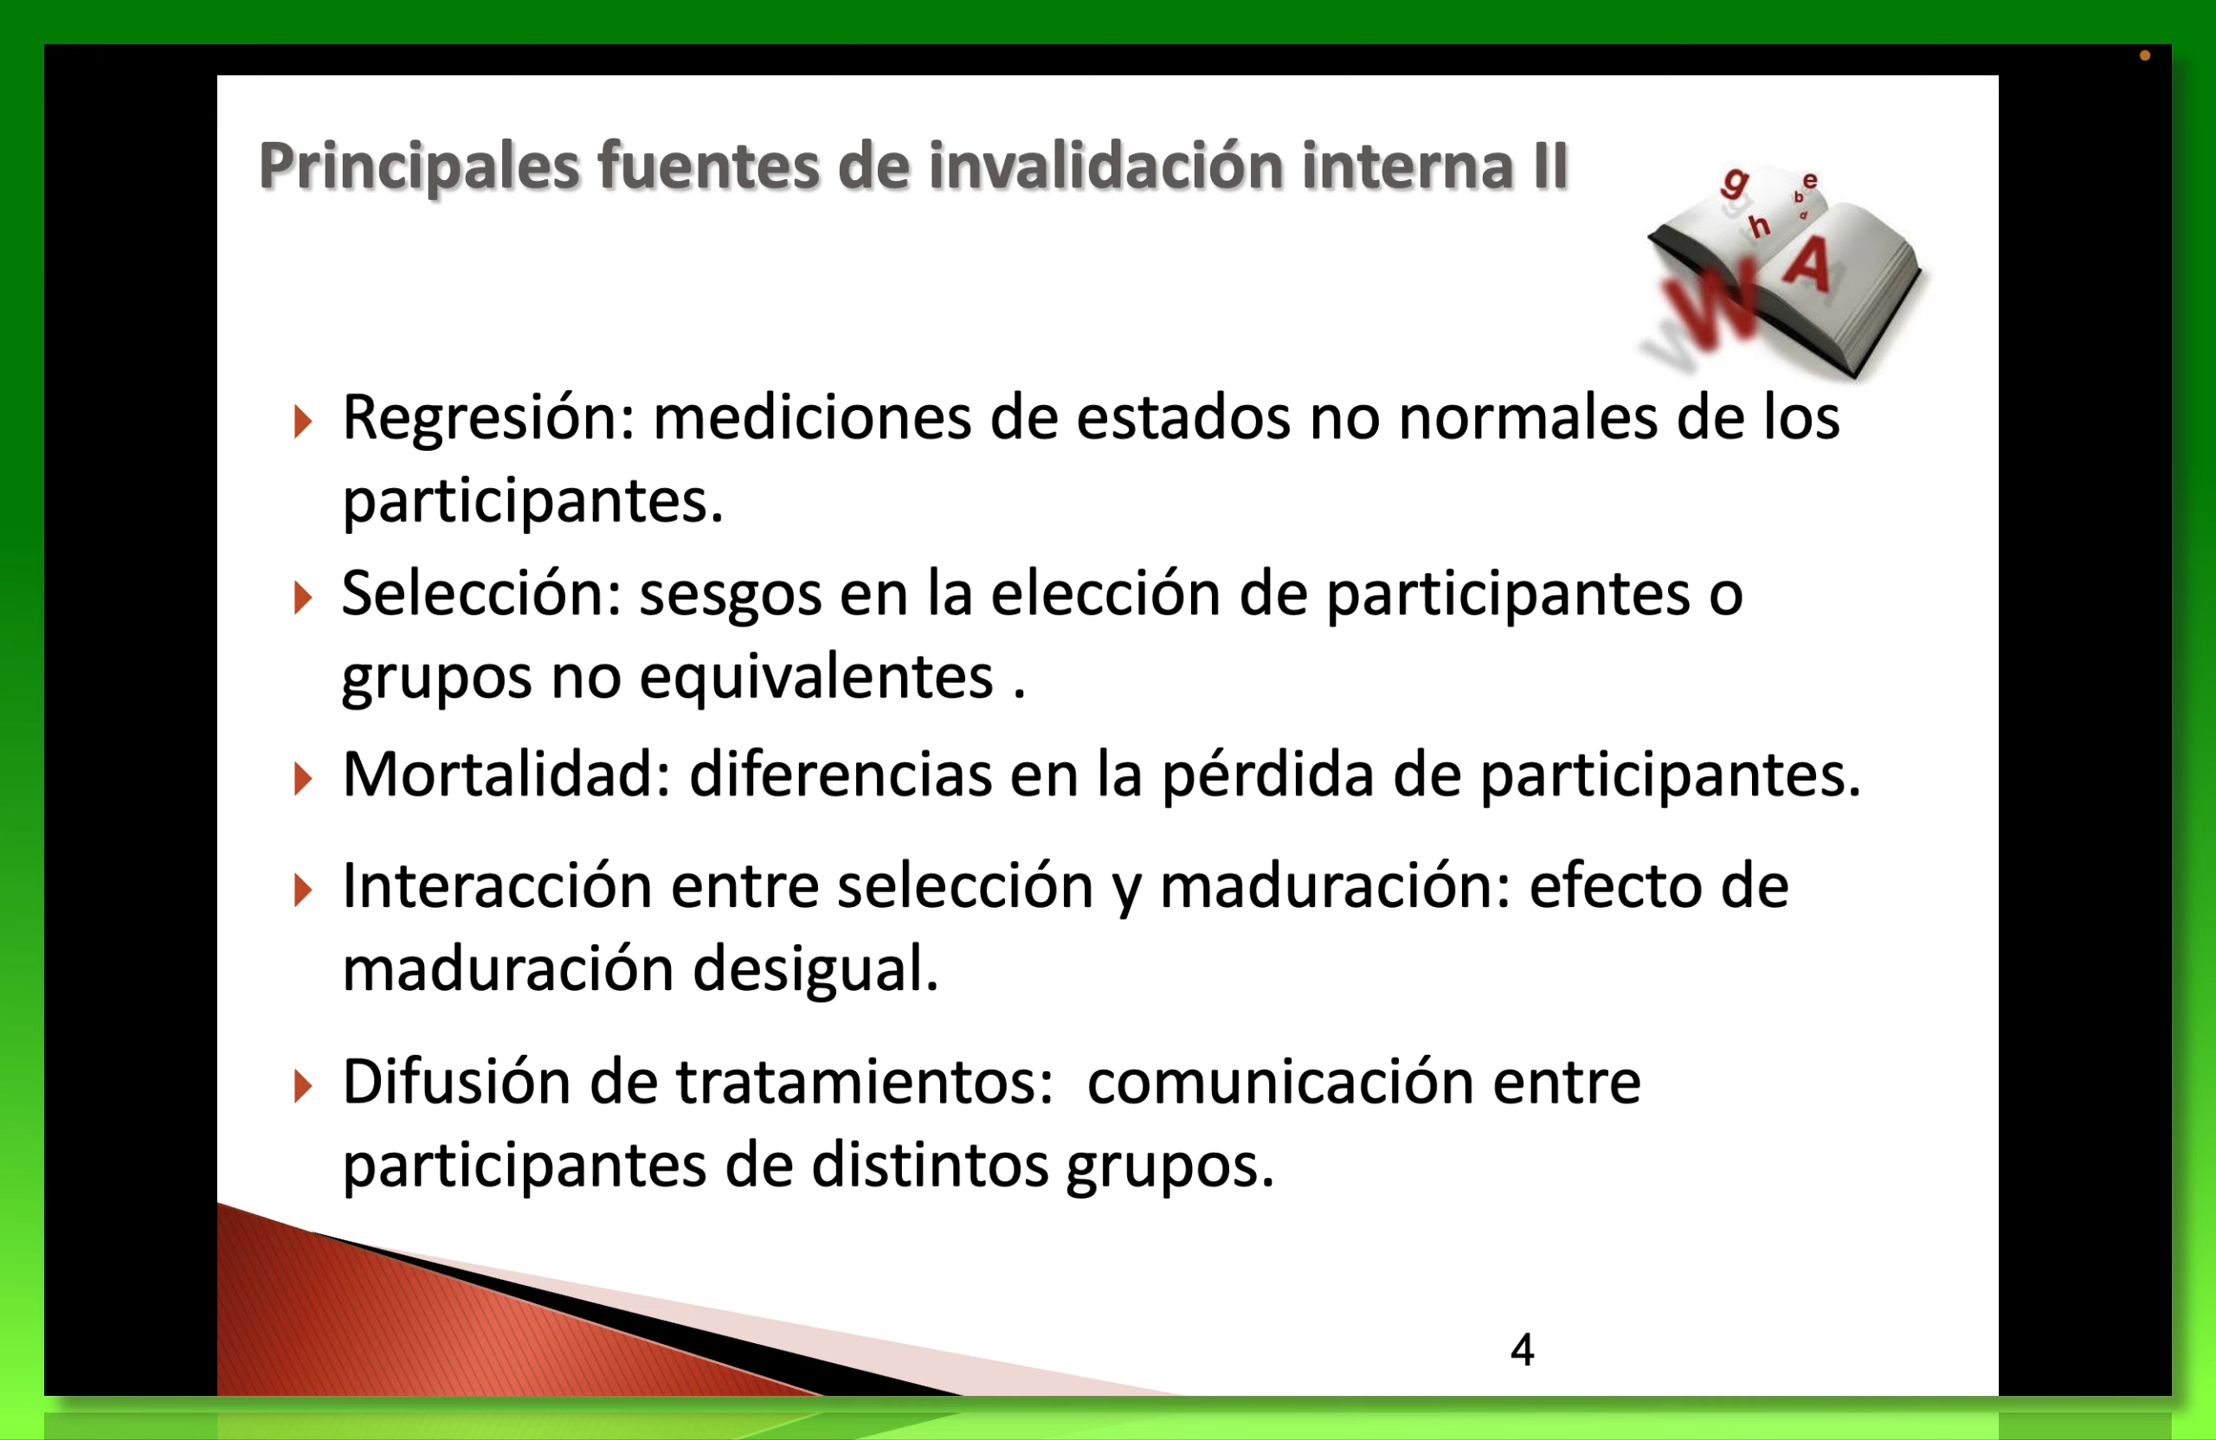 Principales fuentes de invalidación interna II
g e
b
h d
A
W
Regresión: mediciones de estados no normales de los
participantes.
Selección: sesgos en la elección de participantes o
grupos no equivalentes .
Mortalidad: diferencias en la pérdida de participantes.
Interacción entre selección y maduración: efecto de
maduración desigual.
Difusión de tratamientos:  comunicación entre
participantes de distintos grupos.
4